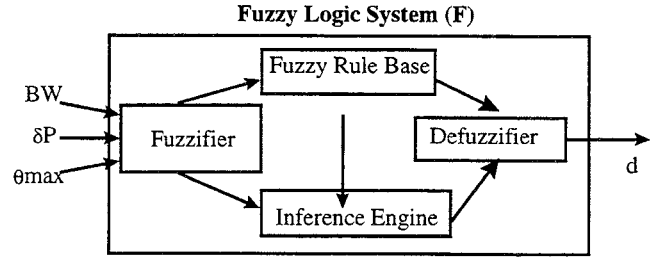 Fuzzy Logic System (F)
Fuzzy Rule Base
BW
δP
θmax
Fuzzifier
Defuzzifier
d
Inference Engine